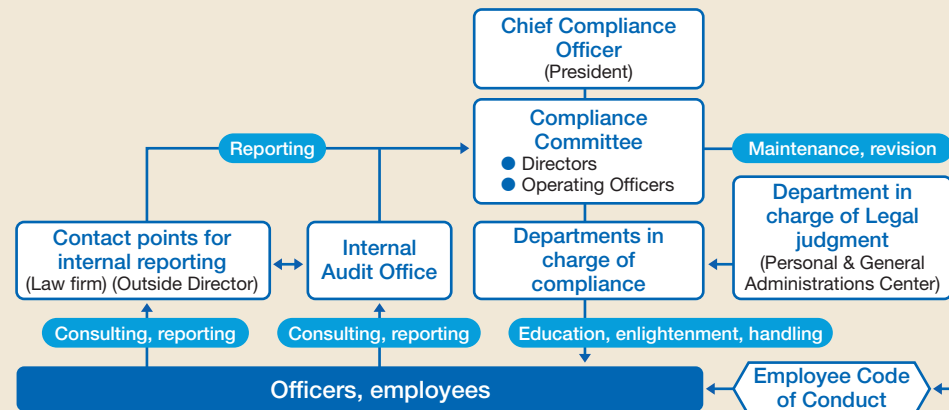 Chief Compliance
Officer
(President)
Compliance
Committee
● Directors
● Operating Officers
Reporting
Maintenance, revision
Contact points for
internal reporting
(Law firm) (Outside Director)
Internal
Audit Office
Departments in
charge of
compliance
Department in
charge of Legal
judgment
(Personal & General
Administrations Center)
Consulting, reporting
Consulting, reporting
Education, enlightenment, handling
Officers, employees
Employee Code
of Conduct